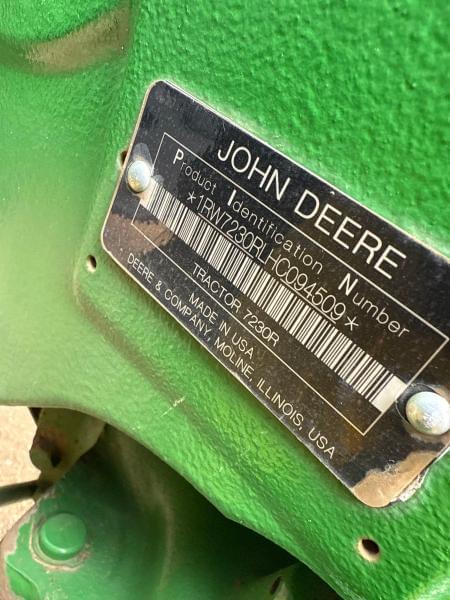 JOHN DEERE
Product Identification Number
*1RW7230RLHC094509*
TRACTOR 7230R
MADE IN USA
DEERE & COMPANY, MOLINE, ILLINOIS, USA